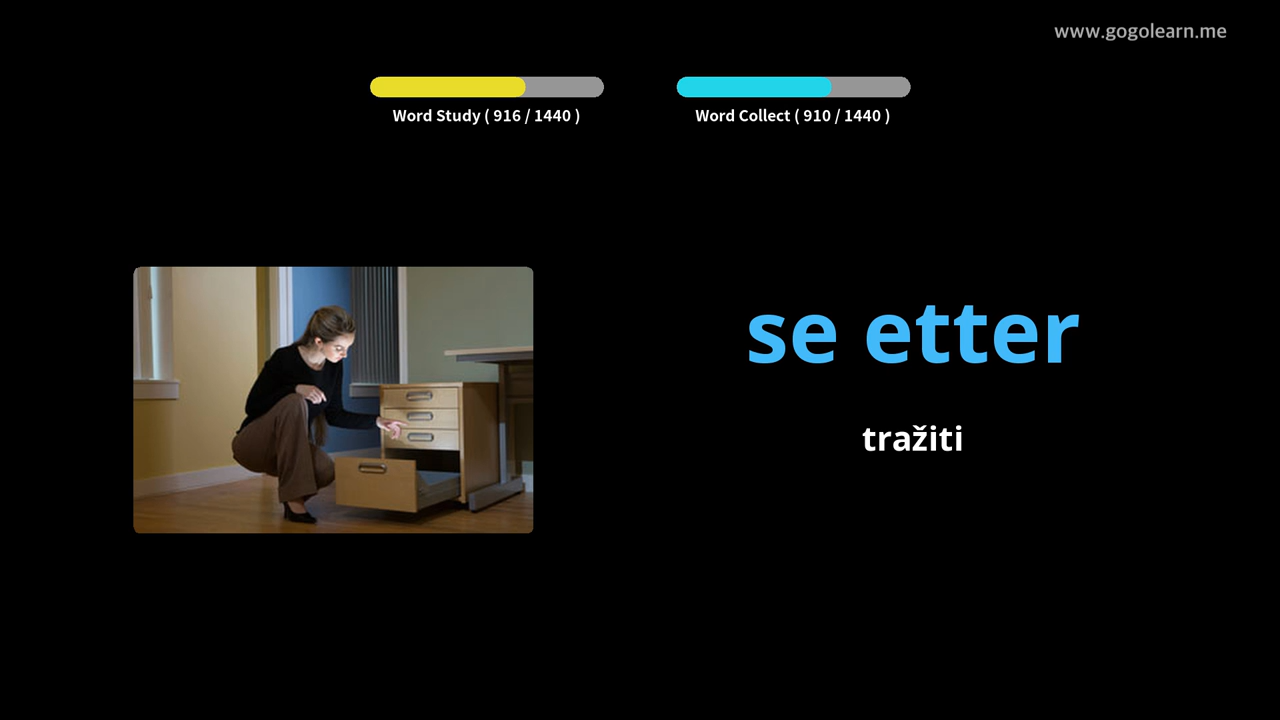 www.gogolearn.me
Word Study ( 916 / 1440 )
Word Collect ( 910 / 1440 )
se etter
tražiti